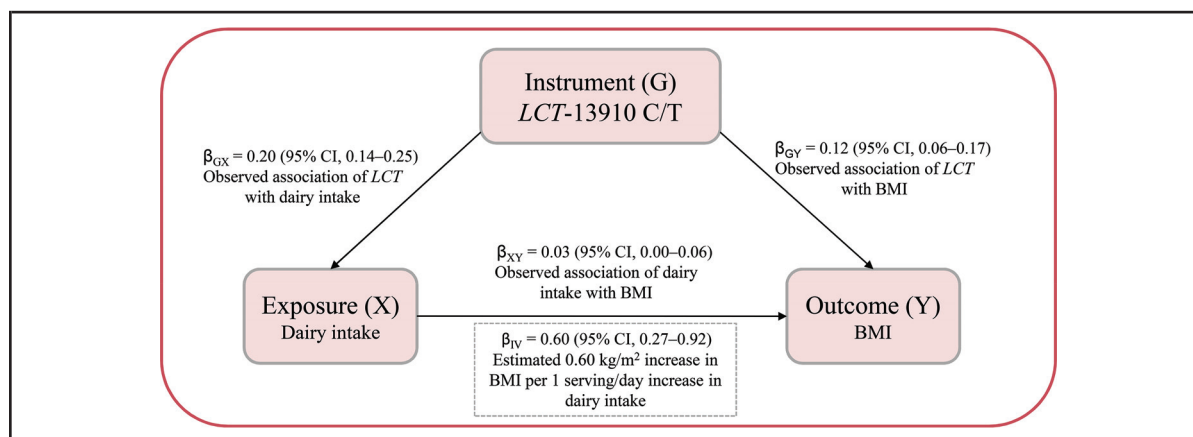 Instrument (G)
LCT-13910 C/T
β_GX = 0.20 (95% CI, 0.14–0.25)
Observed association of LCT
with dairy intake
β_GY = 0.12 (95% CI, 0.06–0.17)
Observed association of LCT
with BMI
β_XY = 0.03 (95% CI, 0.00–0.06)
Observed association of dairy
intake with BMI
Exposure (X)
Dairy intake
Outcome (Y)
BMI
β_IV = 0.60 (95% CI, 0.27–0.92)
Estimated 0.60 kg/m² increase in
BMI per 1 serving/day increase in
dairy intake